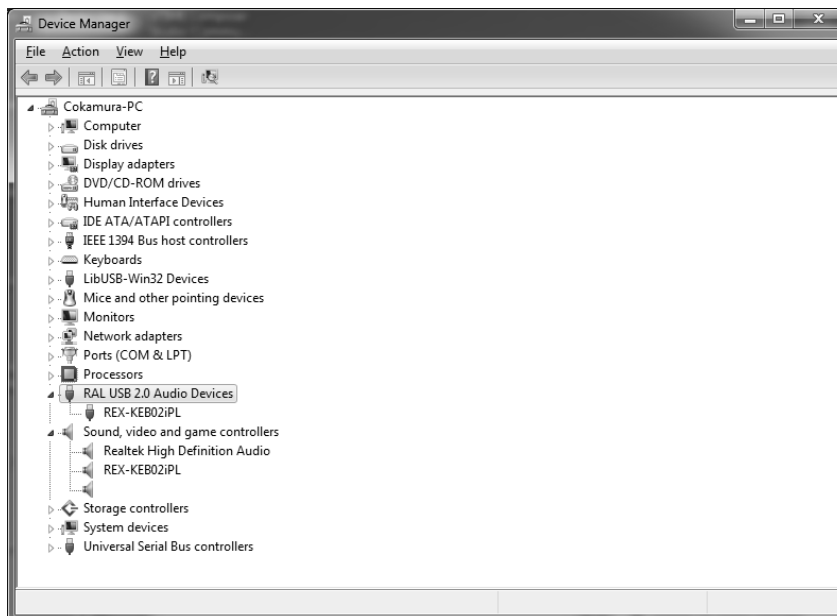 Device Manager
File Action View Help
Cokamura-PC
Computer
Disk drives
Display adapters
DVD/CD-ROM drives
Human Interface Devices
IDE ATA/ATAPI controllers
IEEE 1394 Bus host controllers
Keyboards
LibUSB-Win32 Devices
Mice and other pointing devices
Monitors
Network adapters
Ports (COM & LPT)
Processors
RAL USB 2.0 Audio Devices
REX-KEB02iPL
Sound, video and game controllers
Realtek High Definition Audio
REX-KEB02iPL
Storage controllers
System devices
Universal Serial Bus controllers